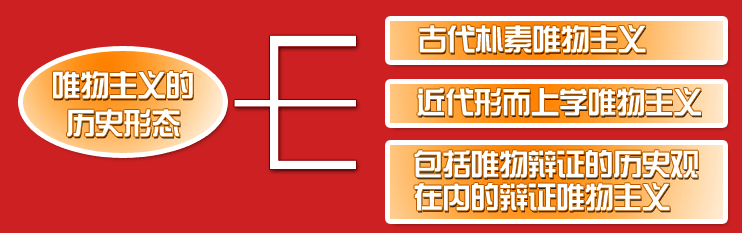 唯物主义的
历史形态
古代朴素唯物主义
近代形而上学唯物主义
包括唯物辩证的历史观
在内的辩证唯物主义